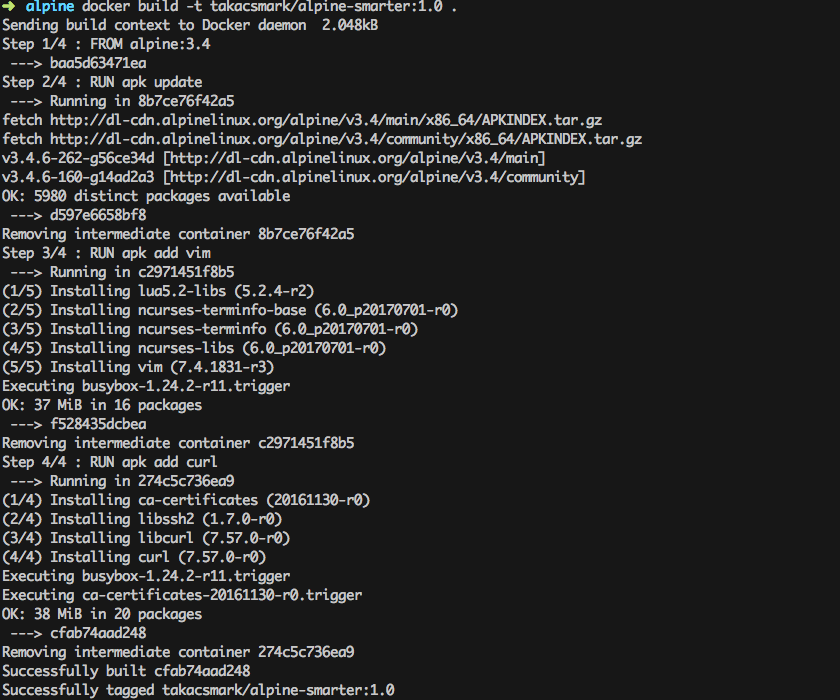 ➜ alpine docker build -t takacsmark/alpine-smarter:1.0 .
Sending build context to Docker daemon  2.048kB
Step 1/4 : FROM alpine:3.4
 ---> baa5d63471ea
Step 2/4 : RUN apk update
 ---> Running in 8b7ce76f42a5
fetch http://dl-cdn.alpinelinux.org/alpine/v3.4/main/x86_64/APKINDEX.tar.gz
fetch http://dl-cdn.alpinelinux.org/alpine/v3.4/community/x86_64/APKINDEX.tar.gz
v3.4.6-262-g56ce34d [http://dl-cdn.alpinelinux.org/alpine/v3.4/main]
v3.4.6-160-g14ad2a3 [http://dl-cdn.alpinelinux.org/alpine/v3.4/community]
OK: 5980 distinct packages available
 ---> d597e6658bf8
Removing intermediate container 8b7ce76f42a5
Step 3/4 : RUN apk add vim
 ---> Running in c2971451f8b5
(1/5) Installing lua5.2-libs (5.2.4-r2)
(2/5) Installing ncurses-terminfo-base (6.0_p20170701-r0)
(3/5) Installing ncurses-terminfo (6.0_p20170701-r0)
(4/5) Installing ncurses-libs (6.0_p20170701-r0)
(5/5) Installing vim (7.4.1831-r3)
Executing busybox-1.24.2-r11.trigger
OK: 37 MiB in 16 packages
 ---> f528435dcbea
Removing intermediate container c2971451f8b5
Step 4/4 : RUN apk add curl
 ---> Running in 274c5c736ea9
(1/4) Installing ca-certificates (20161130-r0)
(2/4) Installing libssh2 (1.7.0-r0)
(3/4) Installing libcurl (7.57.0-r0)
(4/4) Installing curl (7.57.0-r0)
Executing busybox-1.24.2-r11.trigger
Executing ca-certificates-20161130-r0.trigger
OK: 38 MiB in 20 packages
 ---> cfab74aad248
Removing intermediate container 274c5c736ea9
Successfully built cfab74aad248
Successfully tagged takacsmark/alpine-smarter:1.0